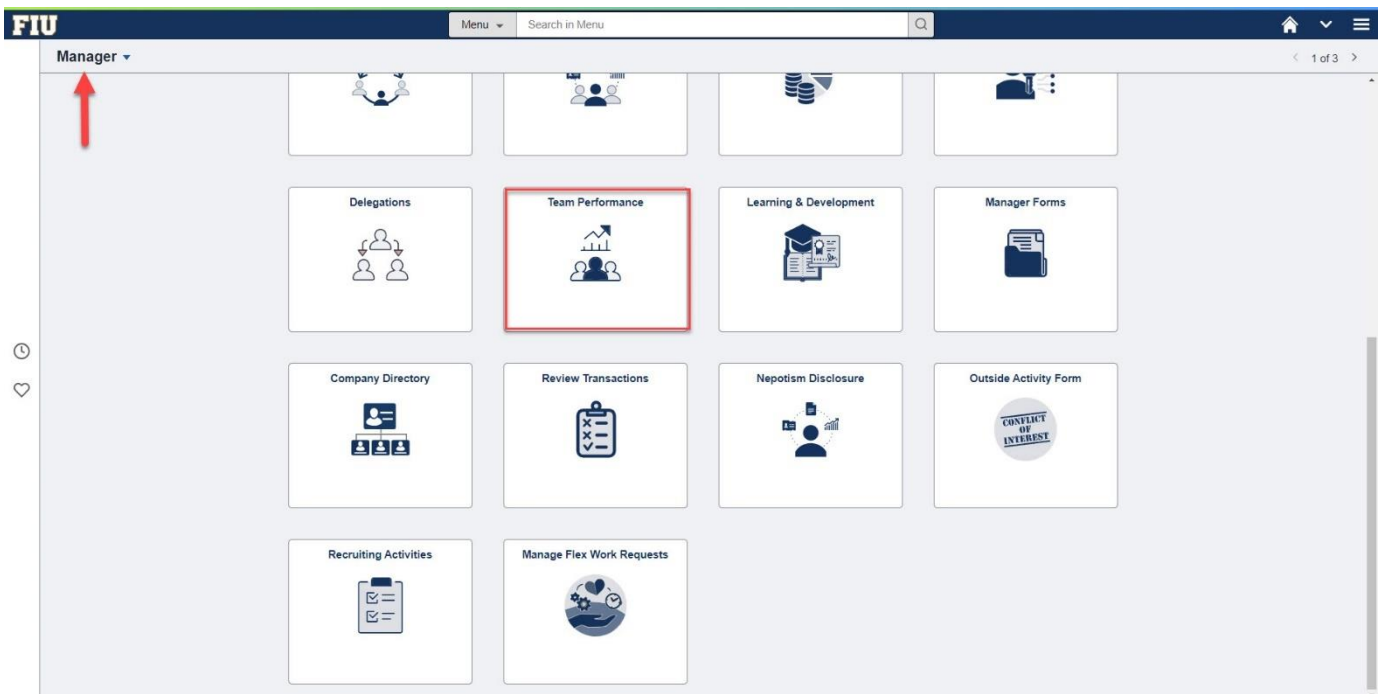 FIU
Menu
Search in Menu
Manager
1 of 3
Delegations
Team Performance
Learning & Development
Manager Forms
Company Directory
Review Transactions
Nepotism Disclosure
Outside Activity Form
CONFLICT
OF
INTEREST
Recruiting Activities
Manage Flex Work Requests